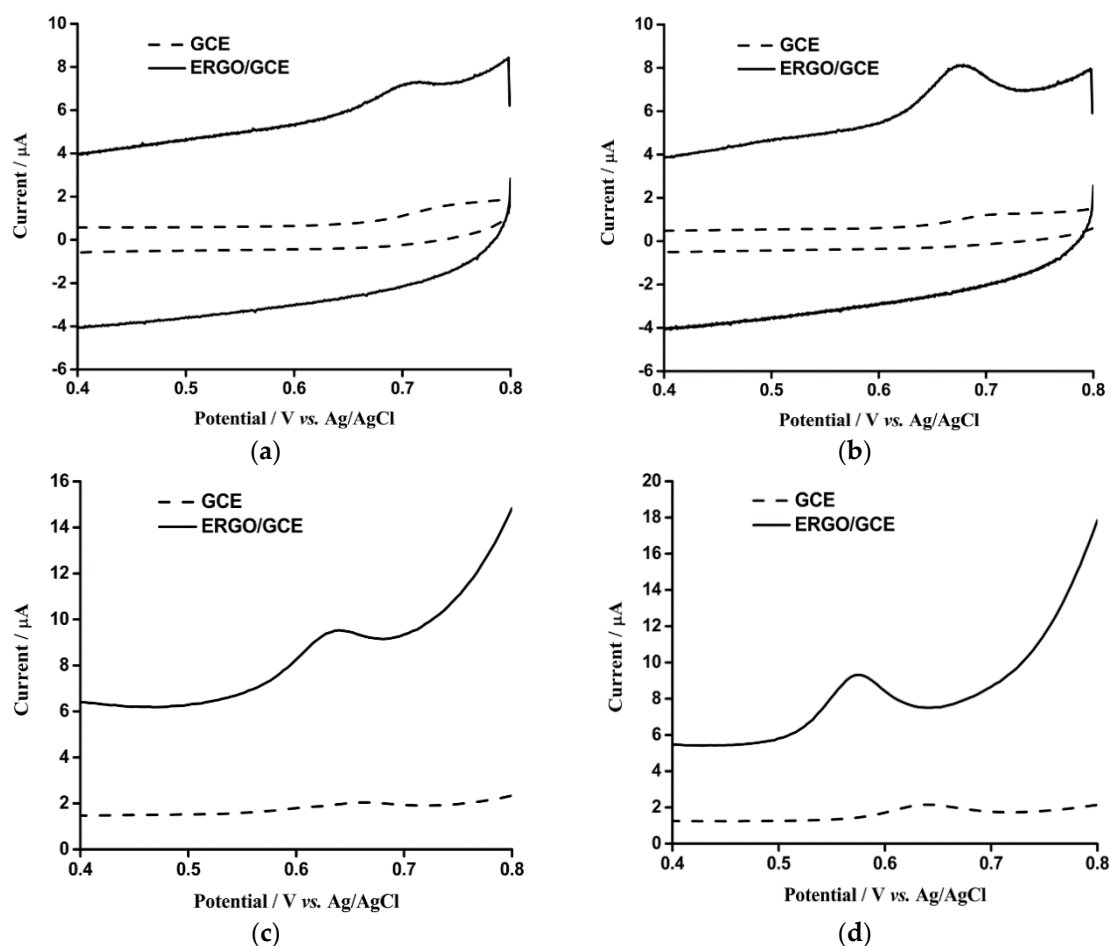 10
8
6
4
2
0
-2
-4
-6
0.4 0.5 0.6 0.7 0.8
Current / μA
Potential / V vs. Ag/AgCl
GCE
ERGO/GCE
(a)
10
8
6
4
2
0
-2
-4
-6
0.4 0.5 0.6 0.7 0.8
Current / μA
Potential / V vs. Ag/AgCl
GCE
ERGO/GCE
(b)
16
14
12
10
8
6
4
2
0
0.4 0.5 0.6 0.7 0.8
Current / μA
Potential / V vs. Ag/AgCl
GCE
ERGO/GCE
(c)
20
18
16
14
12
10
8
6
4
2
0
0.4 0.5 0.6 0.7 0.8
Current / μA
Potential / V vs. Ag/AgCl
GCE
ERGO/GCE
(d)